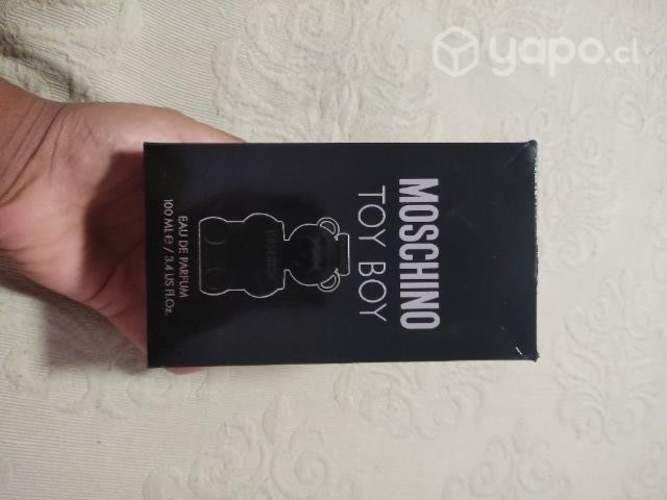 yapo.cl
MOSCHINO
TOY BOY
EAU DE PARFUM
100 ML ℮ / 3.4 US FL.Oz.